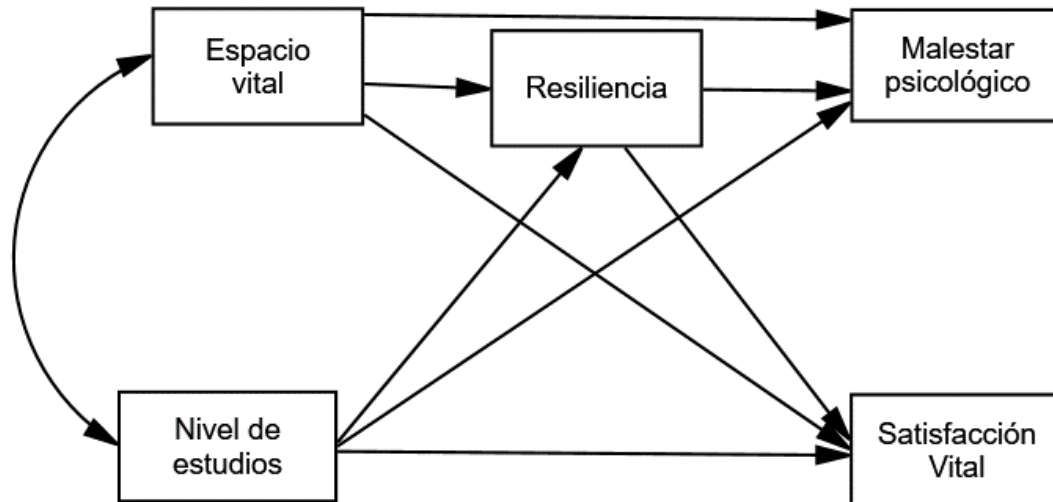 Espacio
vital
Resiliencia
Malestar
psicológico
Nivel de
estudios
Satisfacción
Vital